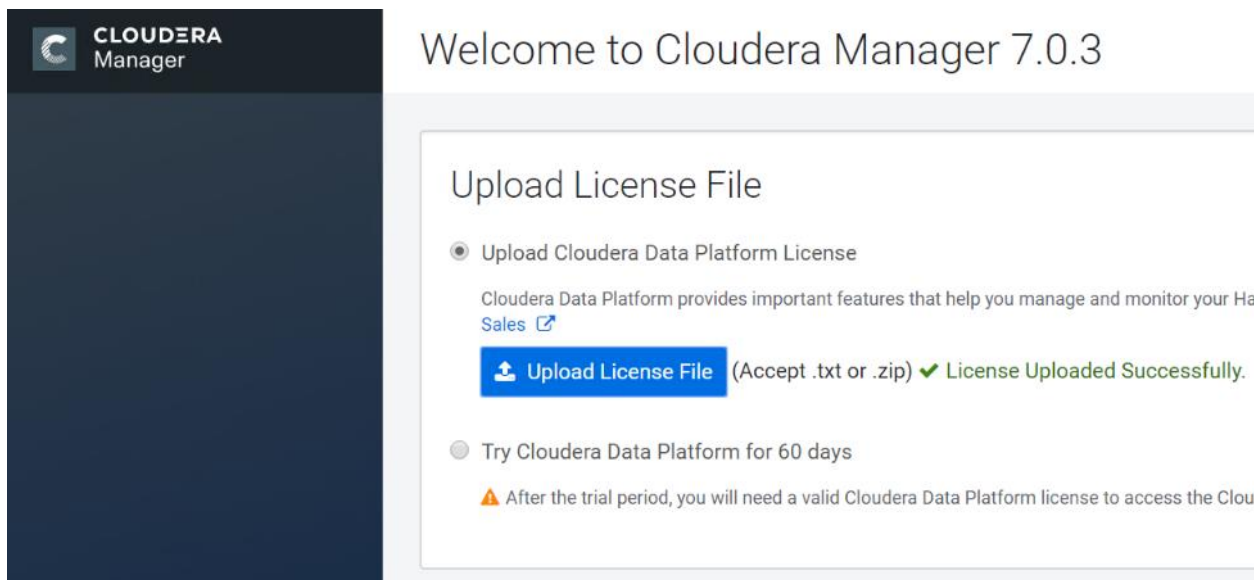 CLOUDERA
Manager
Welcome to Cloudera Manager 7.0.3
Upload License File
Upload Cloudera Data Platform License
Cloudera Data Platform provides important features that help you manage and monitor your Ha
Sales
Upload License File (Accept .txt or .zip) ✔ License Uploaded Successfully.
Try Cloudera Data Platform for 60 days
After the trial period, you will need a valid Cloudera Data Platform license to access the Clou